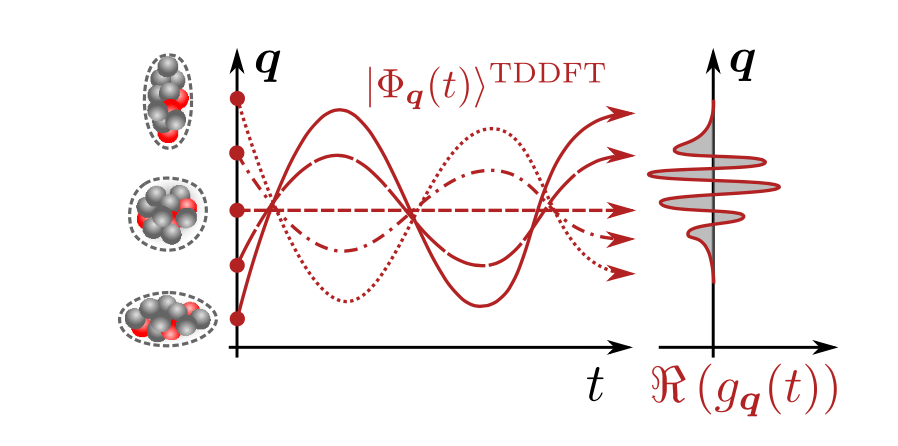 q
|Φ_q(t)⟩^TDDFT
t
q
ℜ(g_q(t))